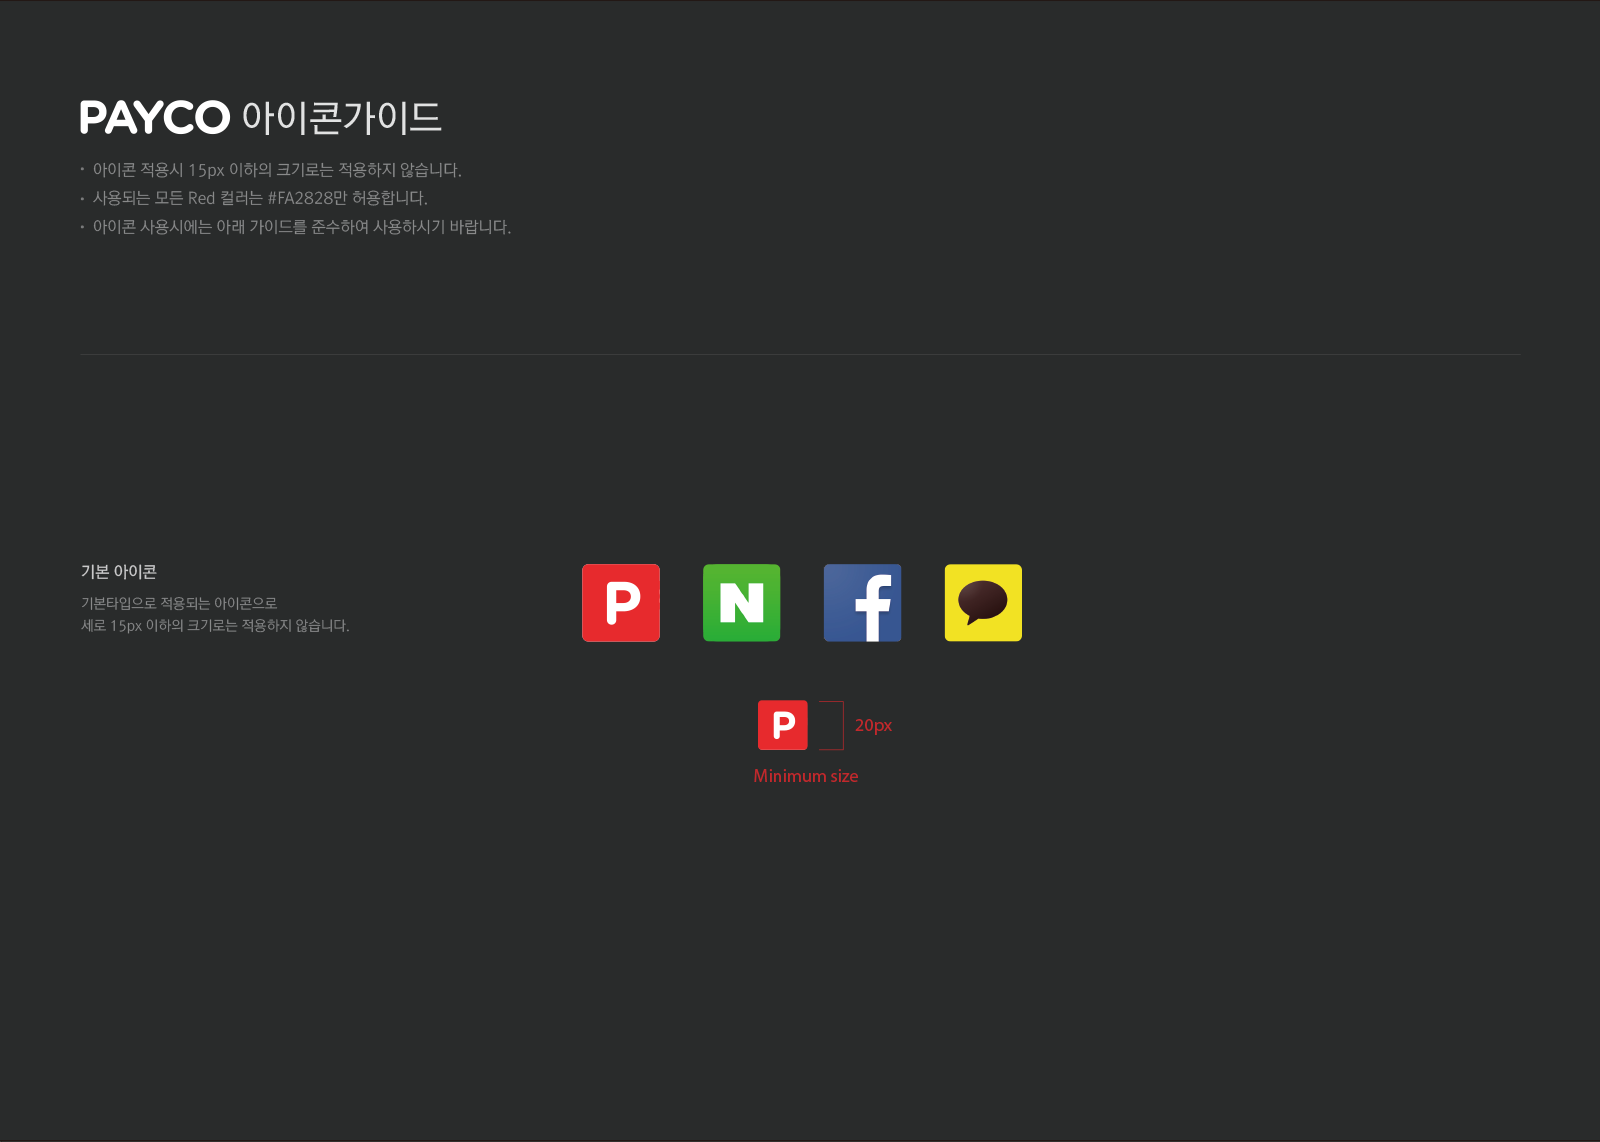 PAYCO 아이콘가이드
• 아이콘 적용시 15px 이하의 크기로는 적용하지 않습니다.
• 사용되는 모든 Red 컬러는 #FA2828만 허용합니다.
• 아이콘 사용시에는 아래 가이드를 준수하여 사용하시기 바랍니다.
기본 아이콘
기본타입으로 적용되는 아이콘으로
세로 15px 이하의 크기로는 적용하지 않습니다.
P N f
P 20px
Minimum size